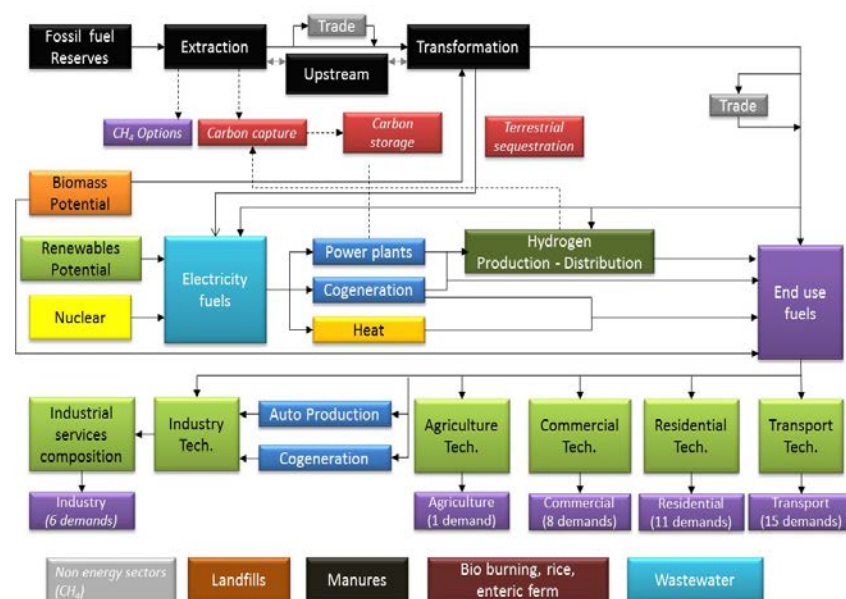 Fossil fuel
Reserves
Extraction
Trade
Transformation
Upstream
Trade
CH₄ Options
Carbon capture
Carbon
storage
Terrestrial
sequestration
Biomass
Potential
Renewables
Potential
Nuclear
Electricity
fuels
Power plants
Cogeneration
Heat
Hydrogen
Production - Distribution
End use
fuels
Industrial
services
composition
Industry
Tech.
Auto Production
Cogeneration
Agriculture
Tech.
Commercial
Tech.
Residential
Tech.
Transport
Tech.
Industry
(6 demands)
Agriculture
(1 demand)
Commercial
(8 demands)
Residential
(11 demands)
Transport
(15 demands)
Non energy sectors
(CH₄)
Landfills
Manures
Bio burning, rice,
enteric ferm
Wastewater